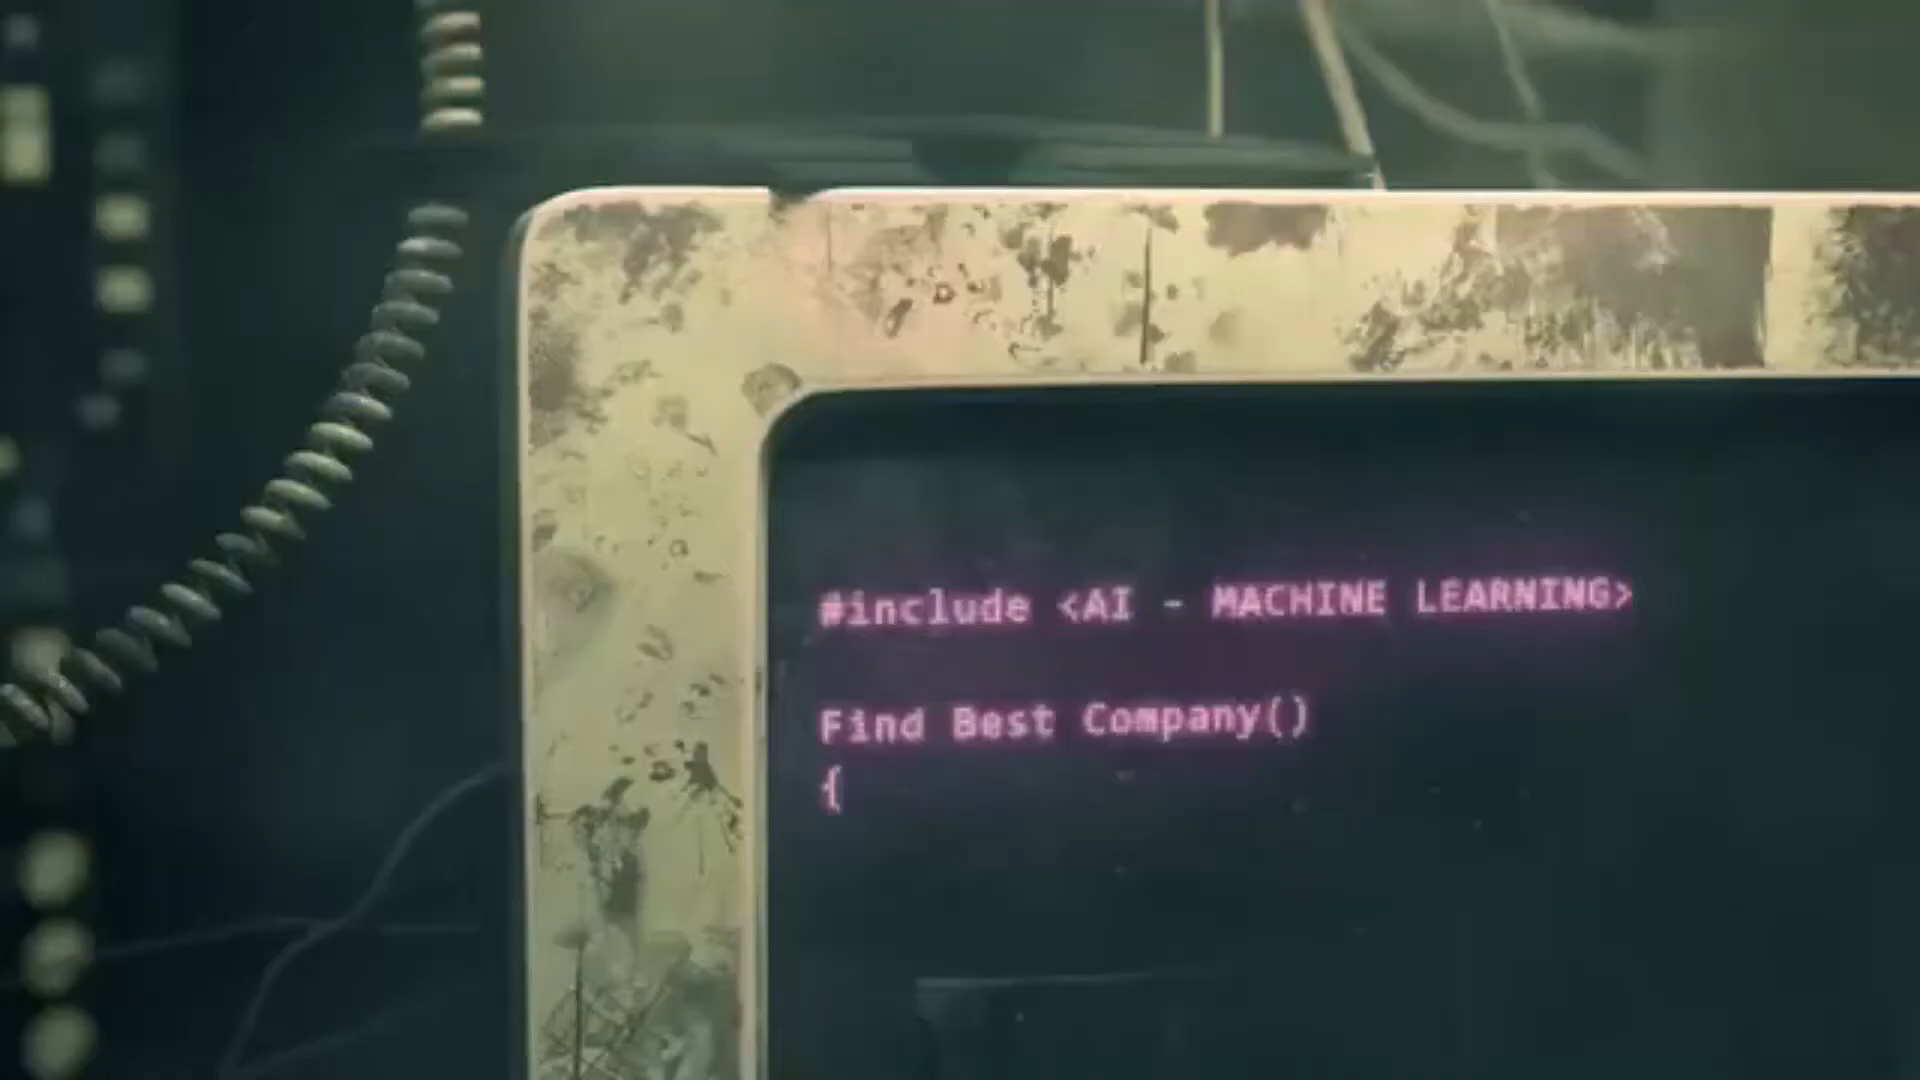 #include <AI - MACHINE LEARNING>
Find Best Company()
{